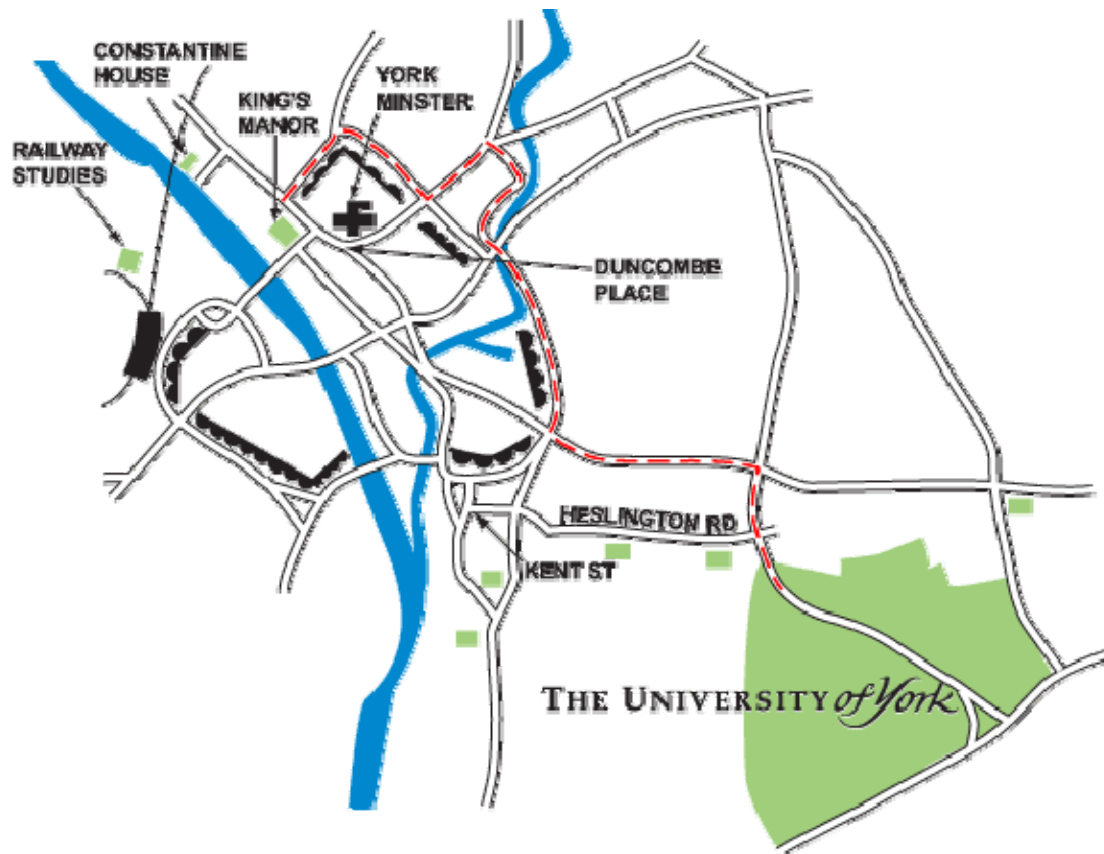 CONSTANTINE
HOUSE
YORK
MINSTER
KING'S
MANOR
RAILWAY
STUDIES
DUNCOMBE
PLACE
HESLINGTON RD
KENT ST
THE UNIVERSITY of York